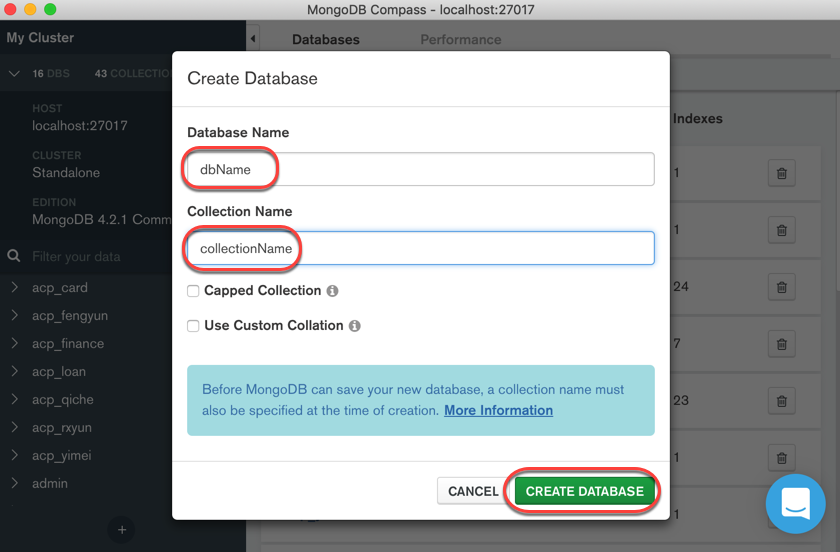 MongoDB Compass - localhost:27017
My Cluster
Databases Performance
16 DBS 43 COLLECTIO
HOST
localhost:27017
CLUSTER
Standalone
EDITION
MongoDB 4.2.1 Comm
Filter your data
acp_card
acp_fengyun
acp_finance
acp_loan
acp_qiche
acp_rxyun
acp_yimei
admin
+
Create Database
Database Name
dbName
Collection Name
collectionName
Capped Collection
Use Custom Collation
Before MongoDB can save your new database, a collection name must
also be specified at the time of creation. More Information
CANCEL CREATE DATABASE
Indexes
1
1
24
7
23
1
1